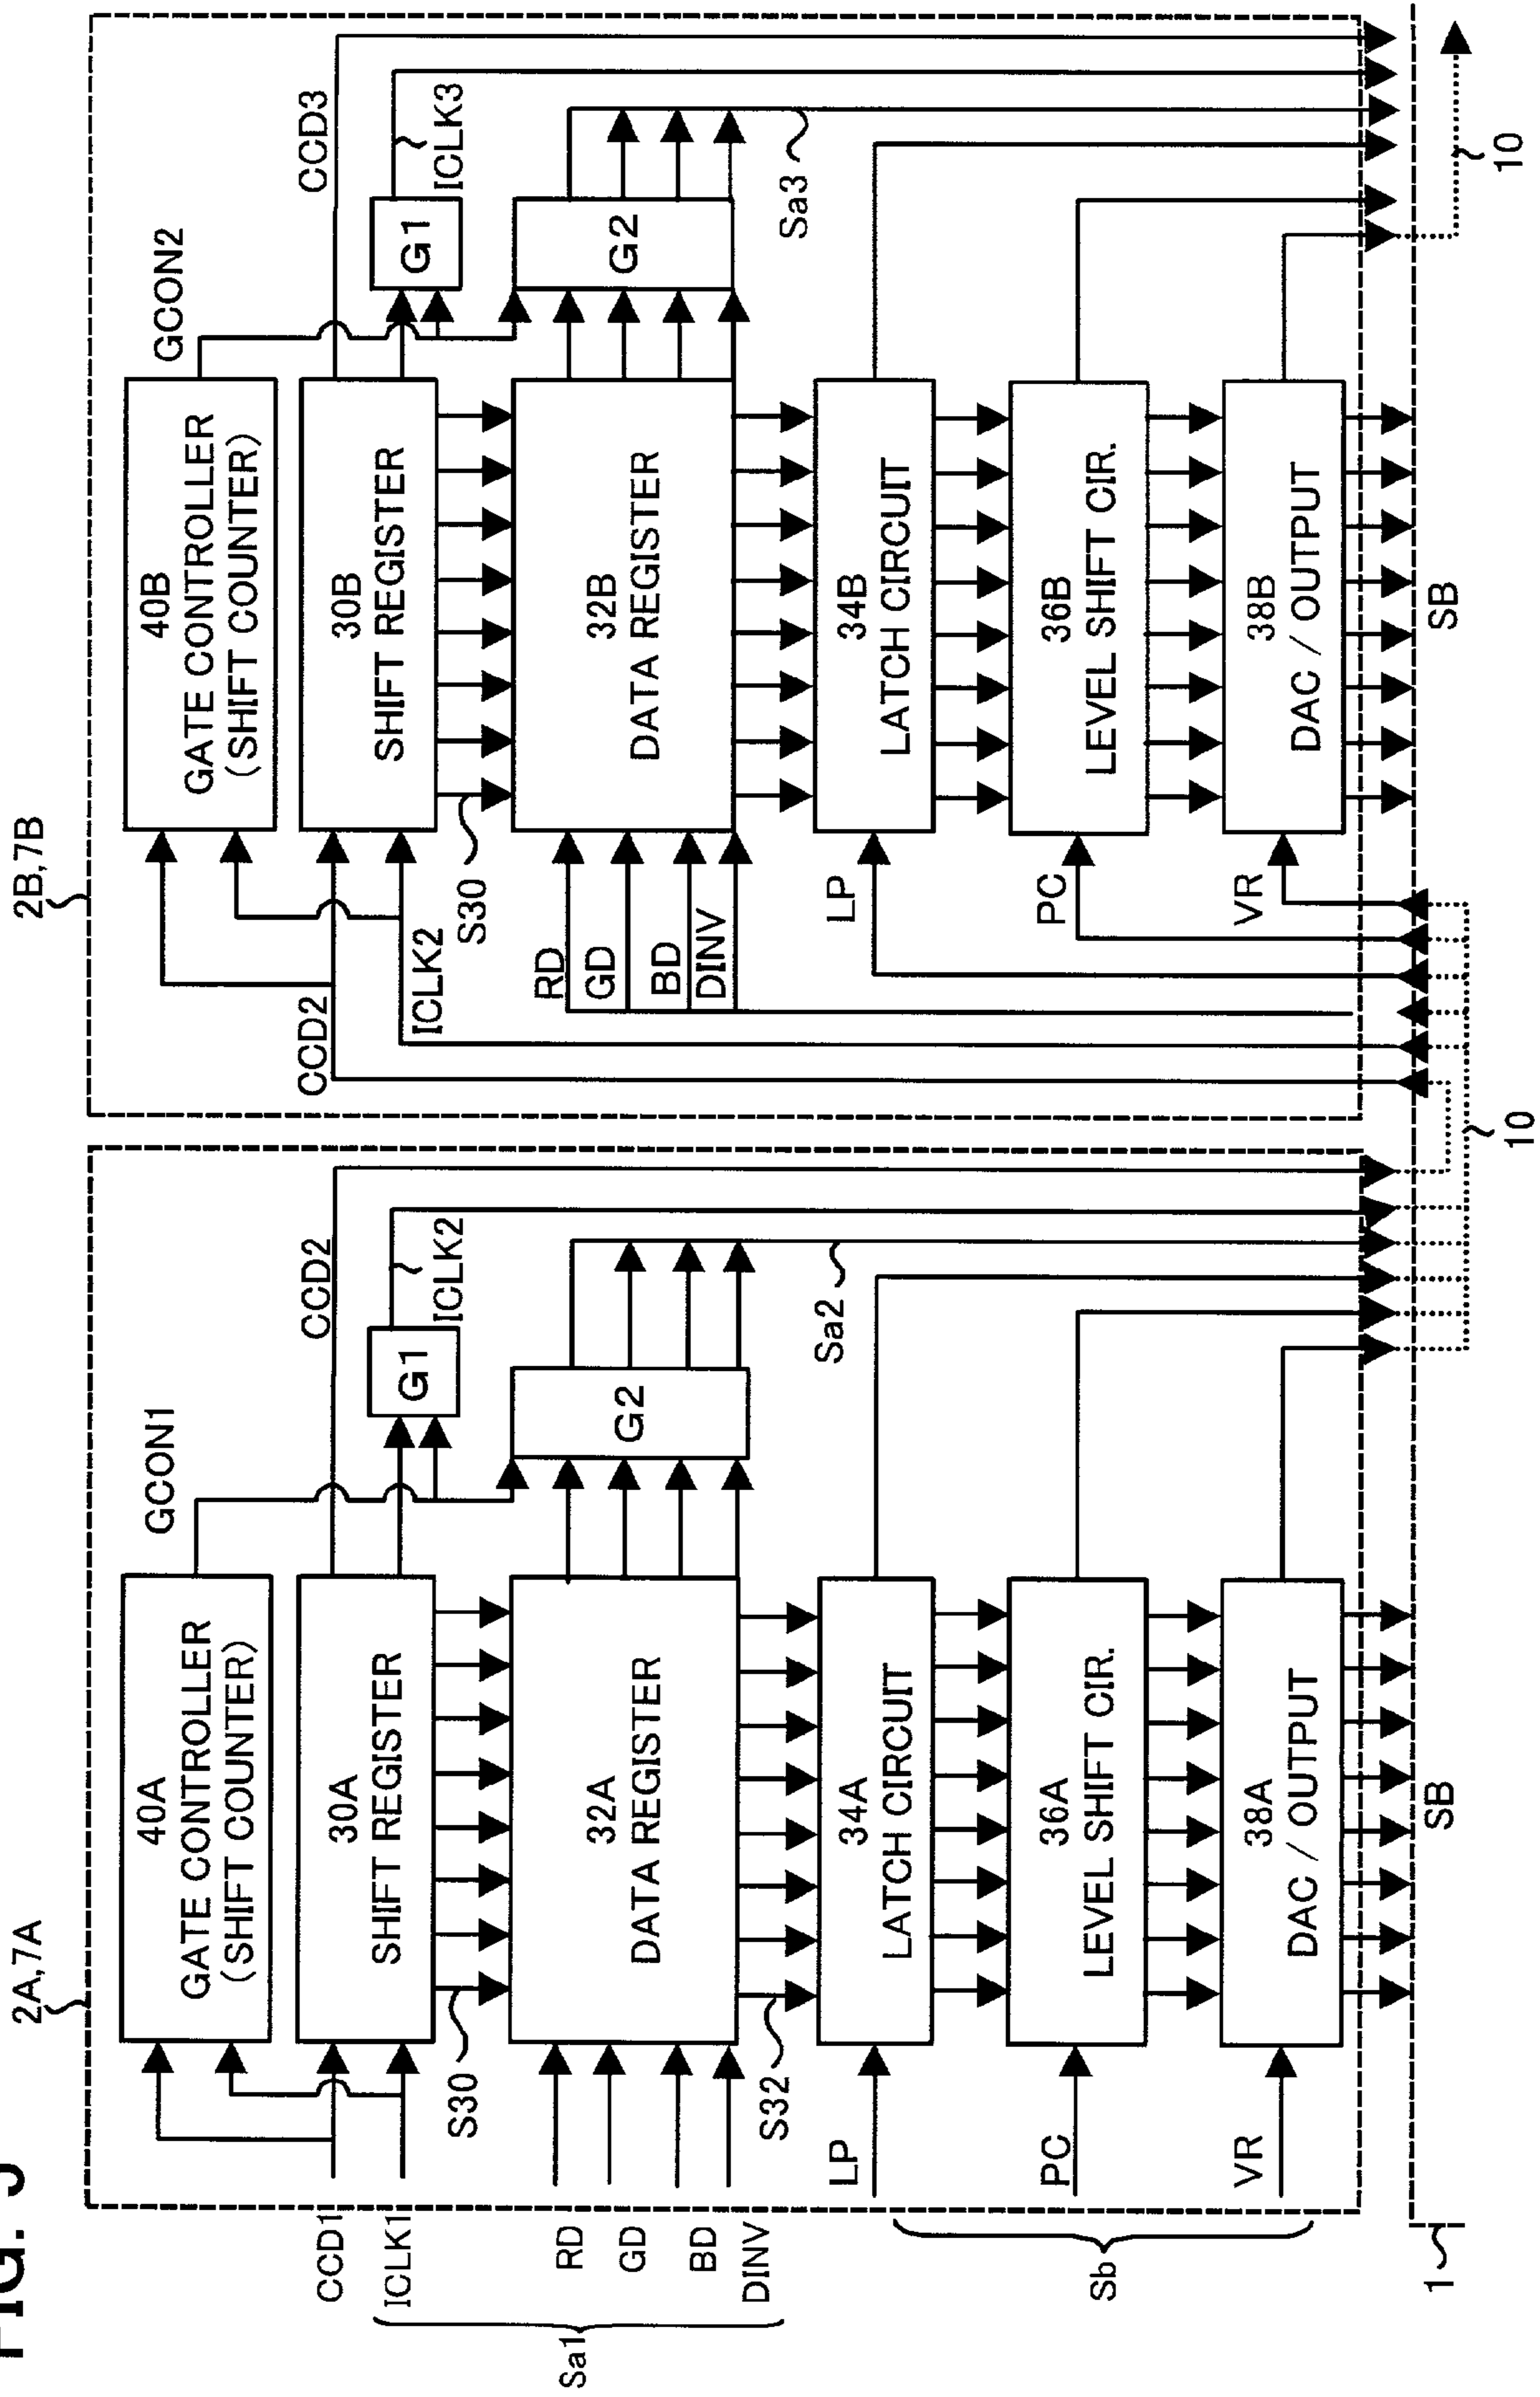 FIG. 5
2A,7A
2B,7B
GCON1
40A
GATE CONTROLLER
(SHIFT COUNTER)
CCD2
30A
SHIFT REGISTER
G1
ICLK2
CCD1
ICLK1
S30
RD
GD
BD
DINV
Sa1
32A
DATA REGISTER
G2
S32
Sa2
LP
34A
LATCH CIRCUIT
PC
36A
LEVEL SHIFT CIR.
VR
38A
DAC / OUTPUT
Sb
SB
1
10
GCON2
40B
GATE CONTROLLER
(SHIFT COUNTER)
CCD3
CCD2
30B
SHIFT REGISTER
G1
ICLK3
ICLK2
S30
RD
GD
BD
DINV
32B
DATA REGISTER
G2
Sa3
LP
34B
LATCH CIRCUIT
PC
36B
LEVEL SHIFT CIR.
VR
38B
DAC / OUTPUT
SB
10